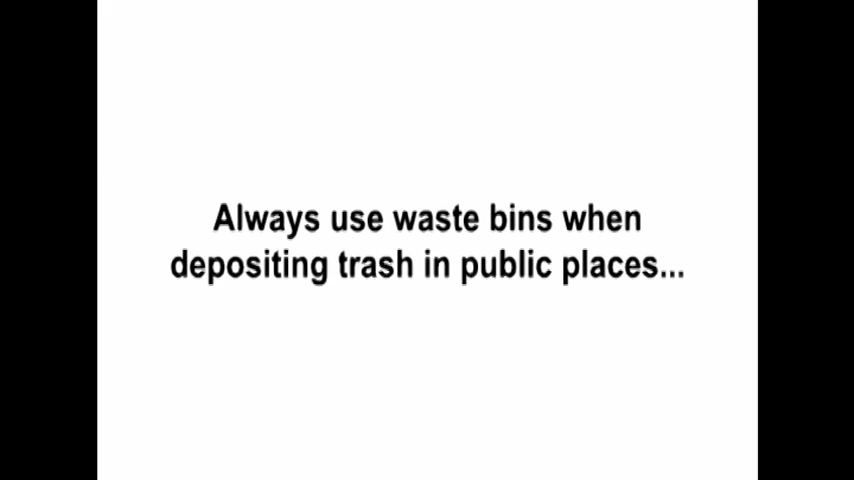 Always use waste bins when
depositing trash in public places...